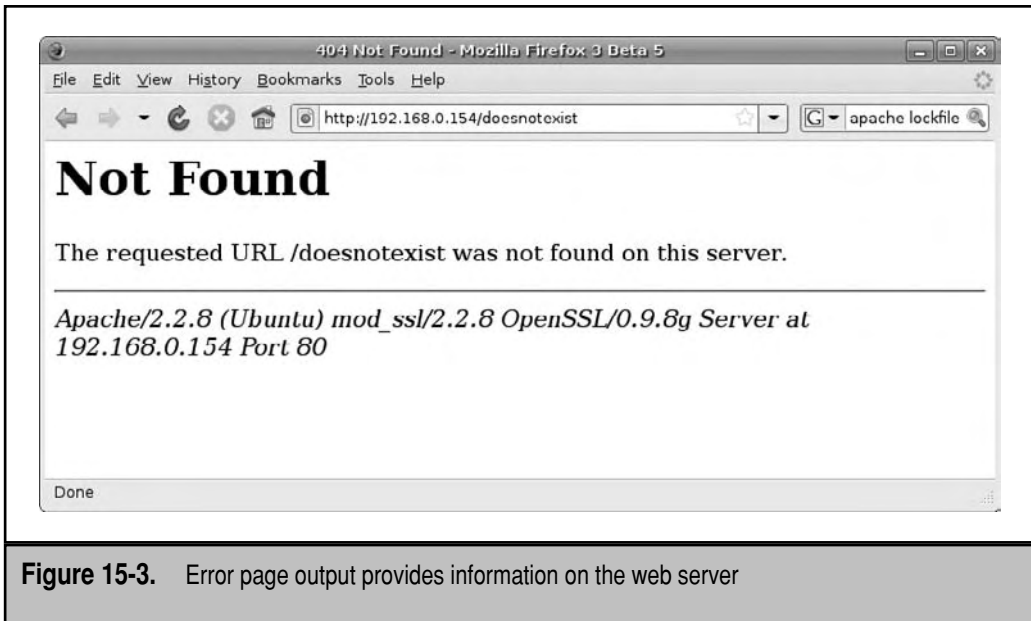 404 Not Found - Mozilla Firefox 3 Beta 5
File Edit View History Bookmarks Tools Help
http://192.168.0.154/doesnotexist G apache lockfile
Not Found
The requested URL /doesnotexist was not found on this server.
Apache/2.2.8 (Ubuntu) mod_ssl/2.2.8 OpenSSL/0.9.8g Server at
192.168.0.154 Port 80
Done
Figure 15-3. Error page output provides information on the web server